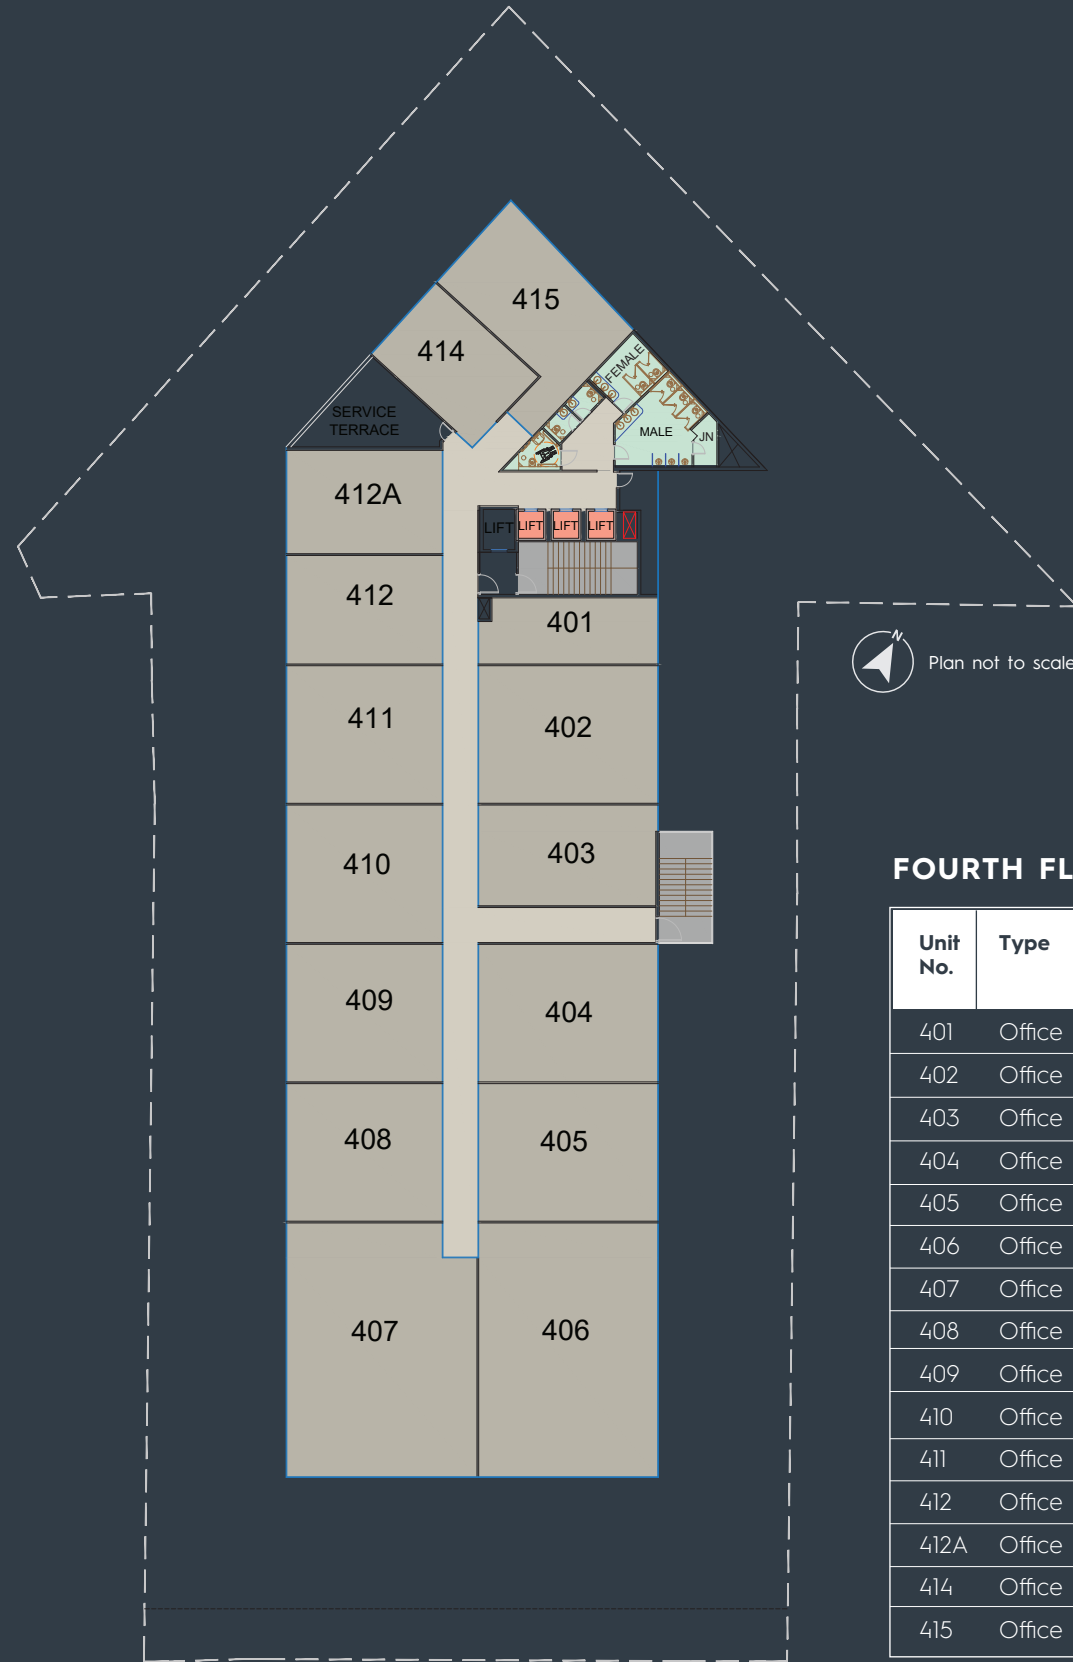 415
414
FEMALE
SERVICE
TERRACE
MALE
JN
412A
LIFT
LIFT
LIFT
LIFT
412
401
N
Plan not to scale
411
402
403
410
FOURTH FL
Unit
No.
Type
409
404
408
405
407
406
401 Office
402 Office
403 Office
404 Office
405 Office
406 Office
407 Office
408 Office
409 Office
410 Office
411 Office
412 Office
412A Office
414 Office
415 Office